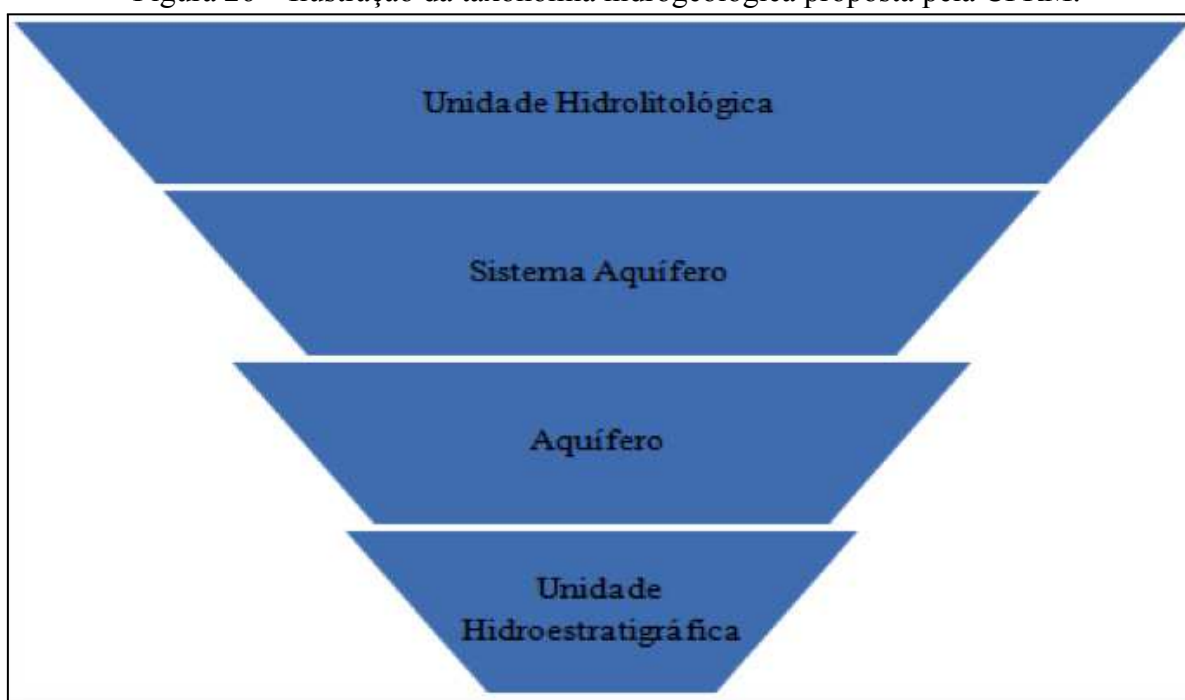 Unidade Hidrolitológica
Sistema Aquífero
Aquífero
Unidade
Hidroestratigráfica